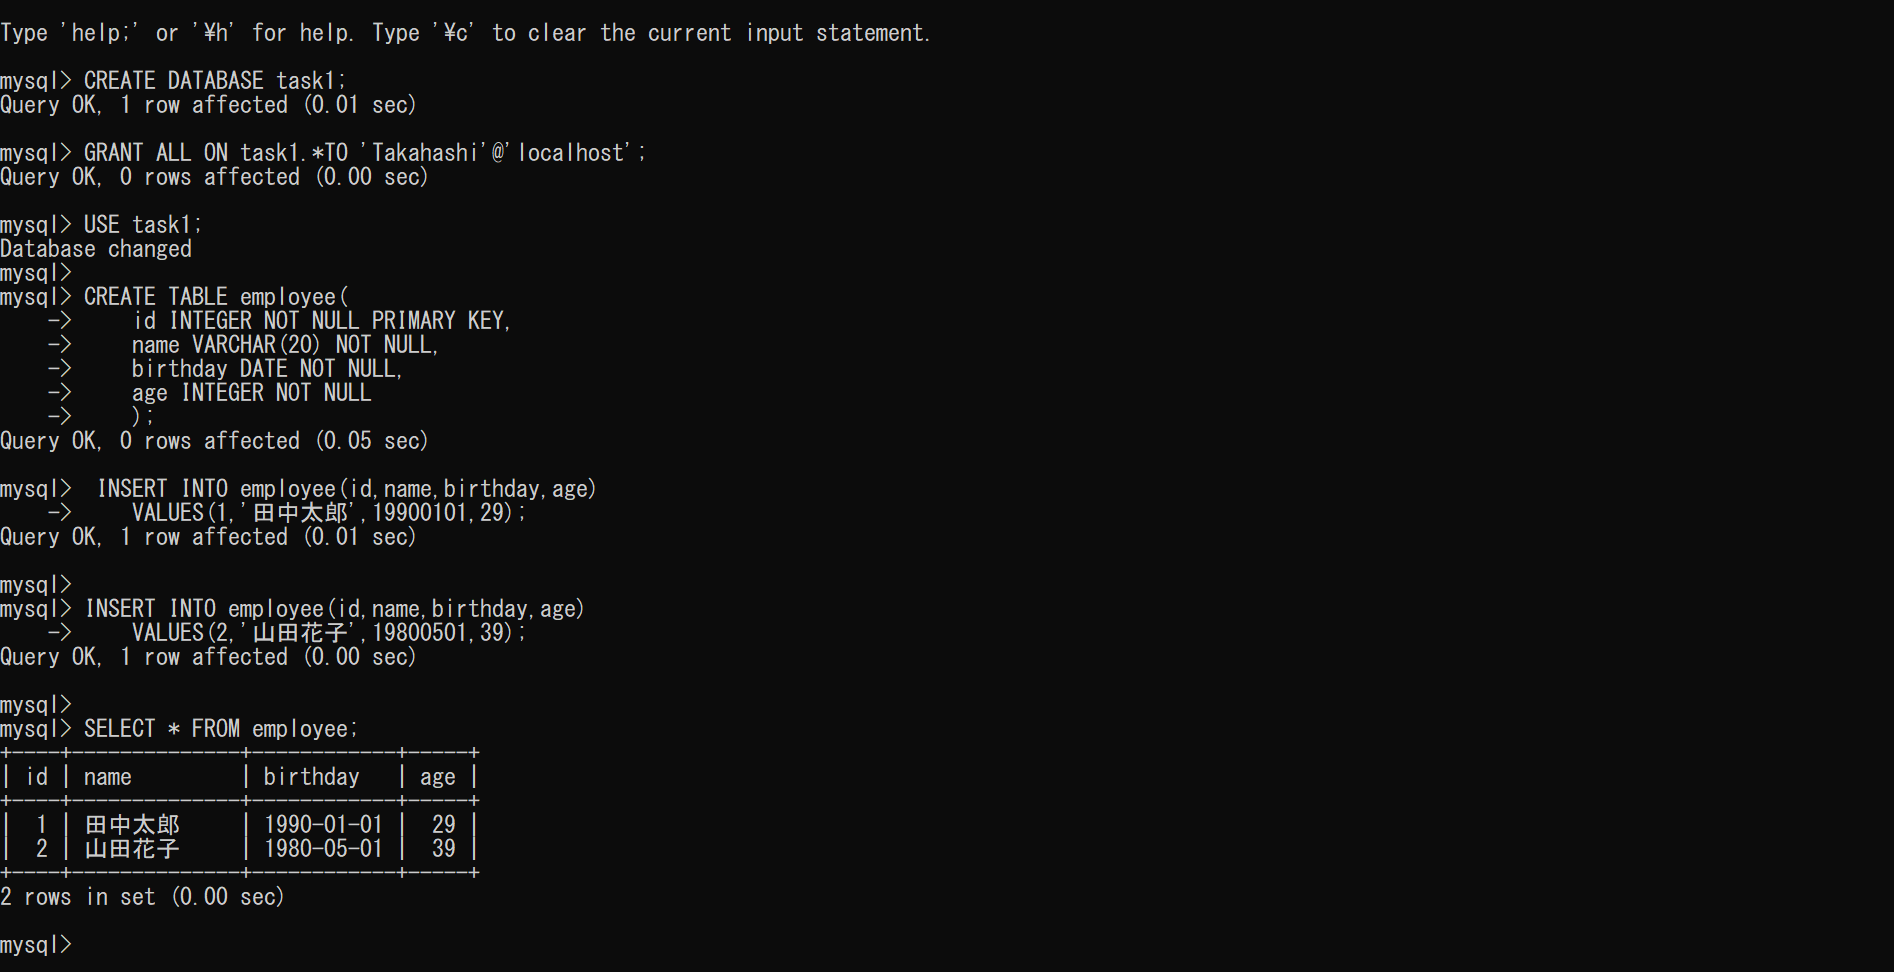 Type 'help;' or '¥h' for help. Type '¥c' to clear the current input statement.
mysql> CREATE DATABASE task1;
Query OK, 1 row affected (0.01 sec)
mysql> GRANT ALL ON task1.*TO 'Takahashi'@'localhost';
Query OK, 0 rows affected (0.00 sec)
mysql> USE task1;
Database changed
mysql>
mysql> CREATE TABLE employee(
    ->     id INTEGER NOT NULL PRIMARY KEY,
    ->     name VARCHAR(20) NOT NULL,
    ->     birthday DATE NOT NULL,
    ->     age INTEGER NOT NULL
    ->     );
Query OK, 0 rows affected (0.05 sec)
mysql>  INSERT INTO employee(id,name,birthday,age)
    ->     VALUES(1,'田中太郎',19900101,29);
Query OK, 1 row affected (0.01 sec)
mysql>
mysql> INSERT INTO employee(id,name,birthday,age)
    ->     VALUES(2,'山田花子',19800501,39);
Query OK, 1 row affected (0.00 sec)
mysql>
mysql> SELECT * FROM employee;
+----+--------------+------------+-----+
| id | name         | birthday   | age |
+----+--------------+------------+-----+
|  1 | 田中太郎     | 1990-01-01 |  29 |
|  2 | 山田花子     | 1980-05-01 |  39 |
+----+--------------+------------+-----+
2 rows in set (0.00 sec)
mysql>